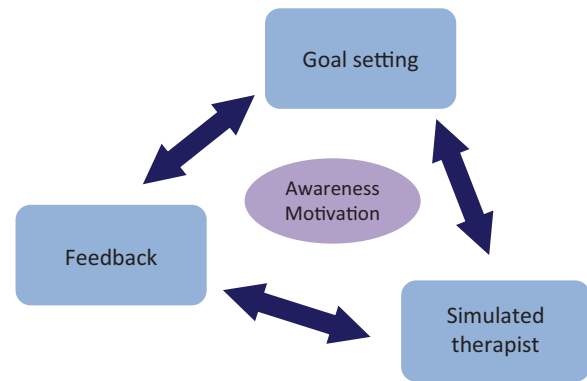 Goal setting
Awareness
Motivation
Feedback
Simulated
therapist